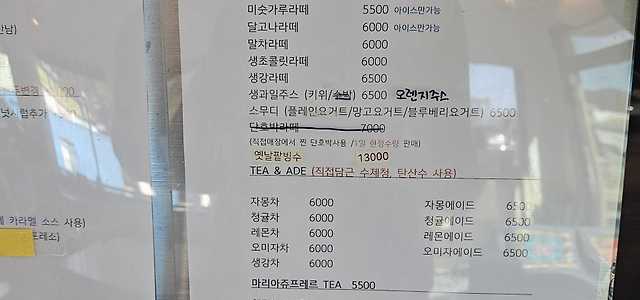 미숫가루라떼 5500 아이스만가능
달고나라떼 6000 아이스만가능
말차라떼 6000
생초콜릿라떼 6000
생강라떼 6500
생과일주스 (키위/수박) 6500 오렌지주스
스무디 (플레인요거트/망고요거트/블루베리요거트) 6500
단호박라떼 7000
(직접매장에서 찐 단호박사용 /1일 한정수량 판매)
옛날팥빙수 13000
TEA & ADE (직접담근 수제청, 탄산수 사용)
자몽차 6000 자몽에이드 6500
청귤차 6000 청귤에이드 6500
레몬차 6000 레몬에이드 6500
오미자차 6000 오미자에이드 6500
생강차 6000
마리아쥬프레르 TEA 5500
카라멜 소스 사용)